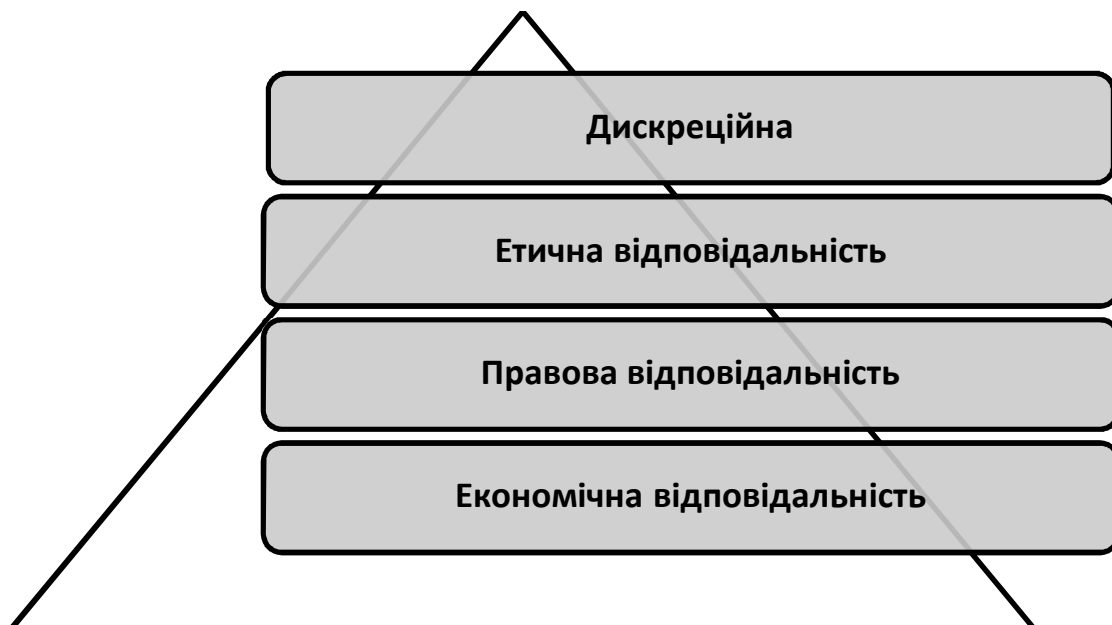 Дискреційна
Етична відповідальність
Правова відповідальність
Економічна відповідальність